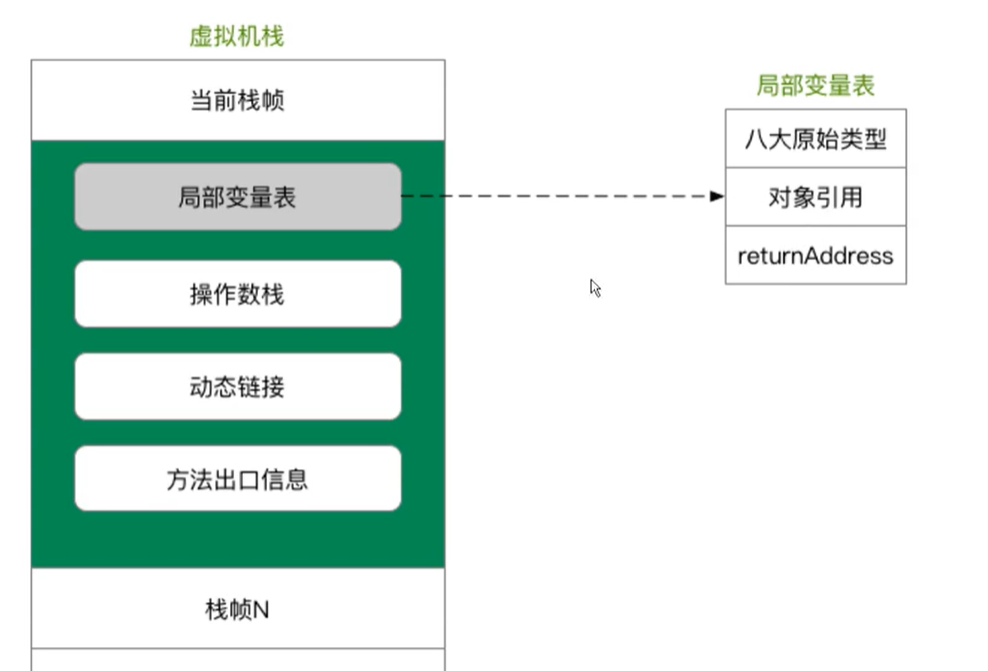 虚拟机栈
当前栈帧
局部变量表
操作数栈
动态链接
方法出口信息
栈帧N
局部变量表
八大原始类型
对象引用
returnAddress